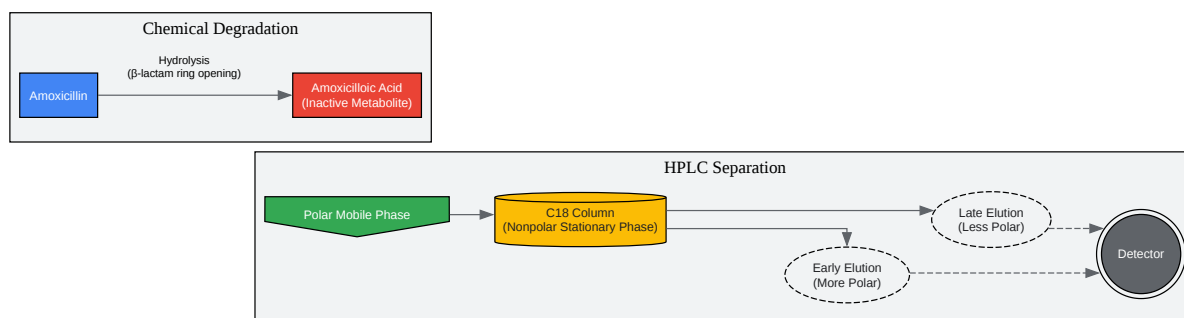 Chemical Degradation
Hydrolysis
(β-lactam ring opening)
Amoxicillin
Amoxicilloic Acid
(Inactive Metabolite)
HPLC Separation
Polar Mobile Phase
C18 Column
(Nonpolar Stationary Phase)
Late Elution
(Less Polar)
Early Elution
(More Polar)
Detector